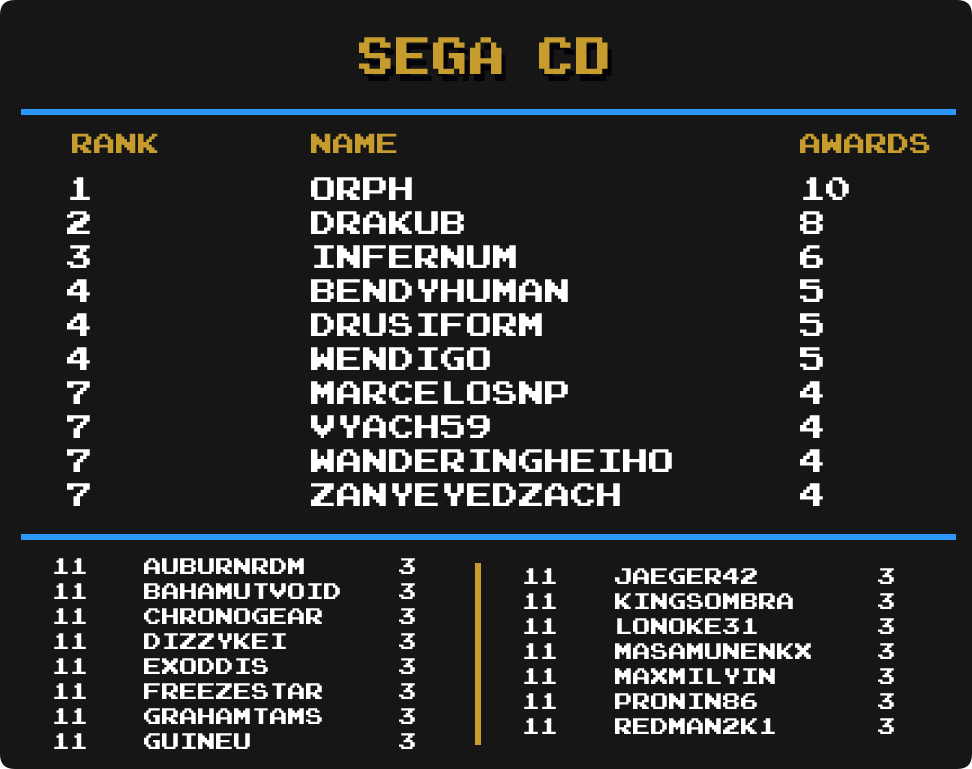 SEGA CD
RANK NAME AWARDS
1 ORPH 10
2 DRAKUB 8
3 INFERNUM 6
4 BENDYHUMAN 5
4 DRUSIFORM 5
4 WENDIGO 5
7 MARCELOSNP 4
7 VYACH59 4
7 WANDERINGHEIHO 4
7 ZANYEYEDZACH 4
11 AUBURNRDM 3
11 BAHAMUTVOID 3
11 CHRONOGEAR 3
11 DIZZYKEI 3
11 EXODDIS 3
11 FREEZESTAR 3
11 GRAHAMTAMS 3
11 GUINEU 3
11 JAEGER42 3
11 KINGSOMBRA 3
11 LONOKE31 3
11 MASAMUNENKX 3
11 MAXMILYIN 3
11 PRONIN86 3
11 REDMAN2K1 3